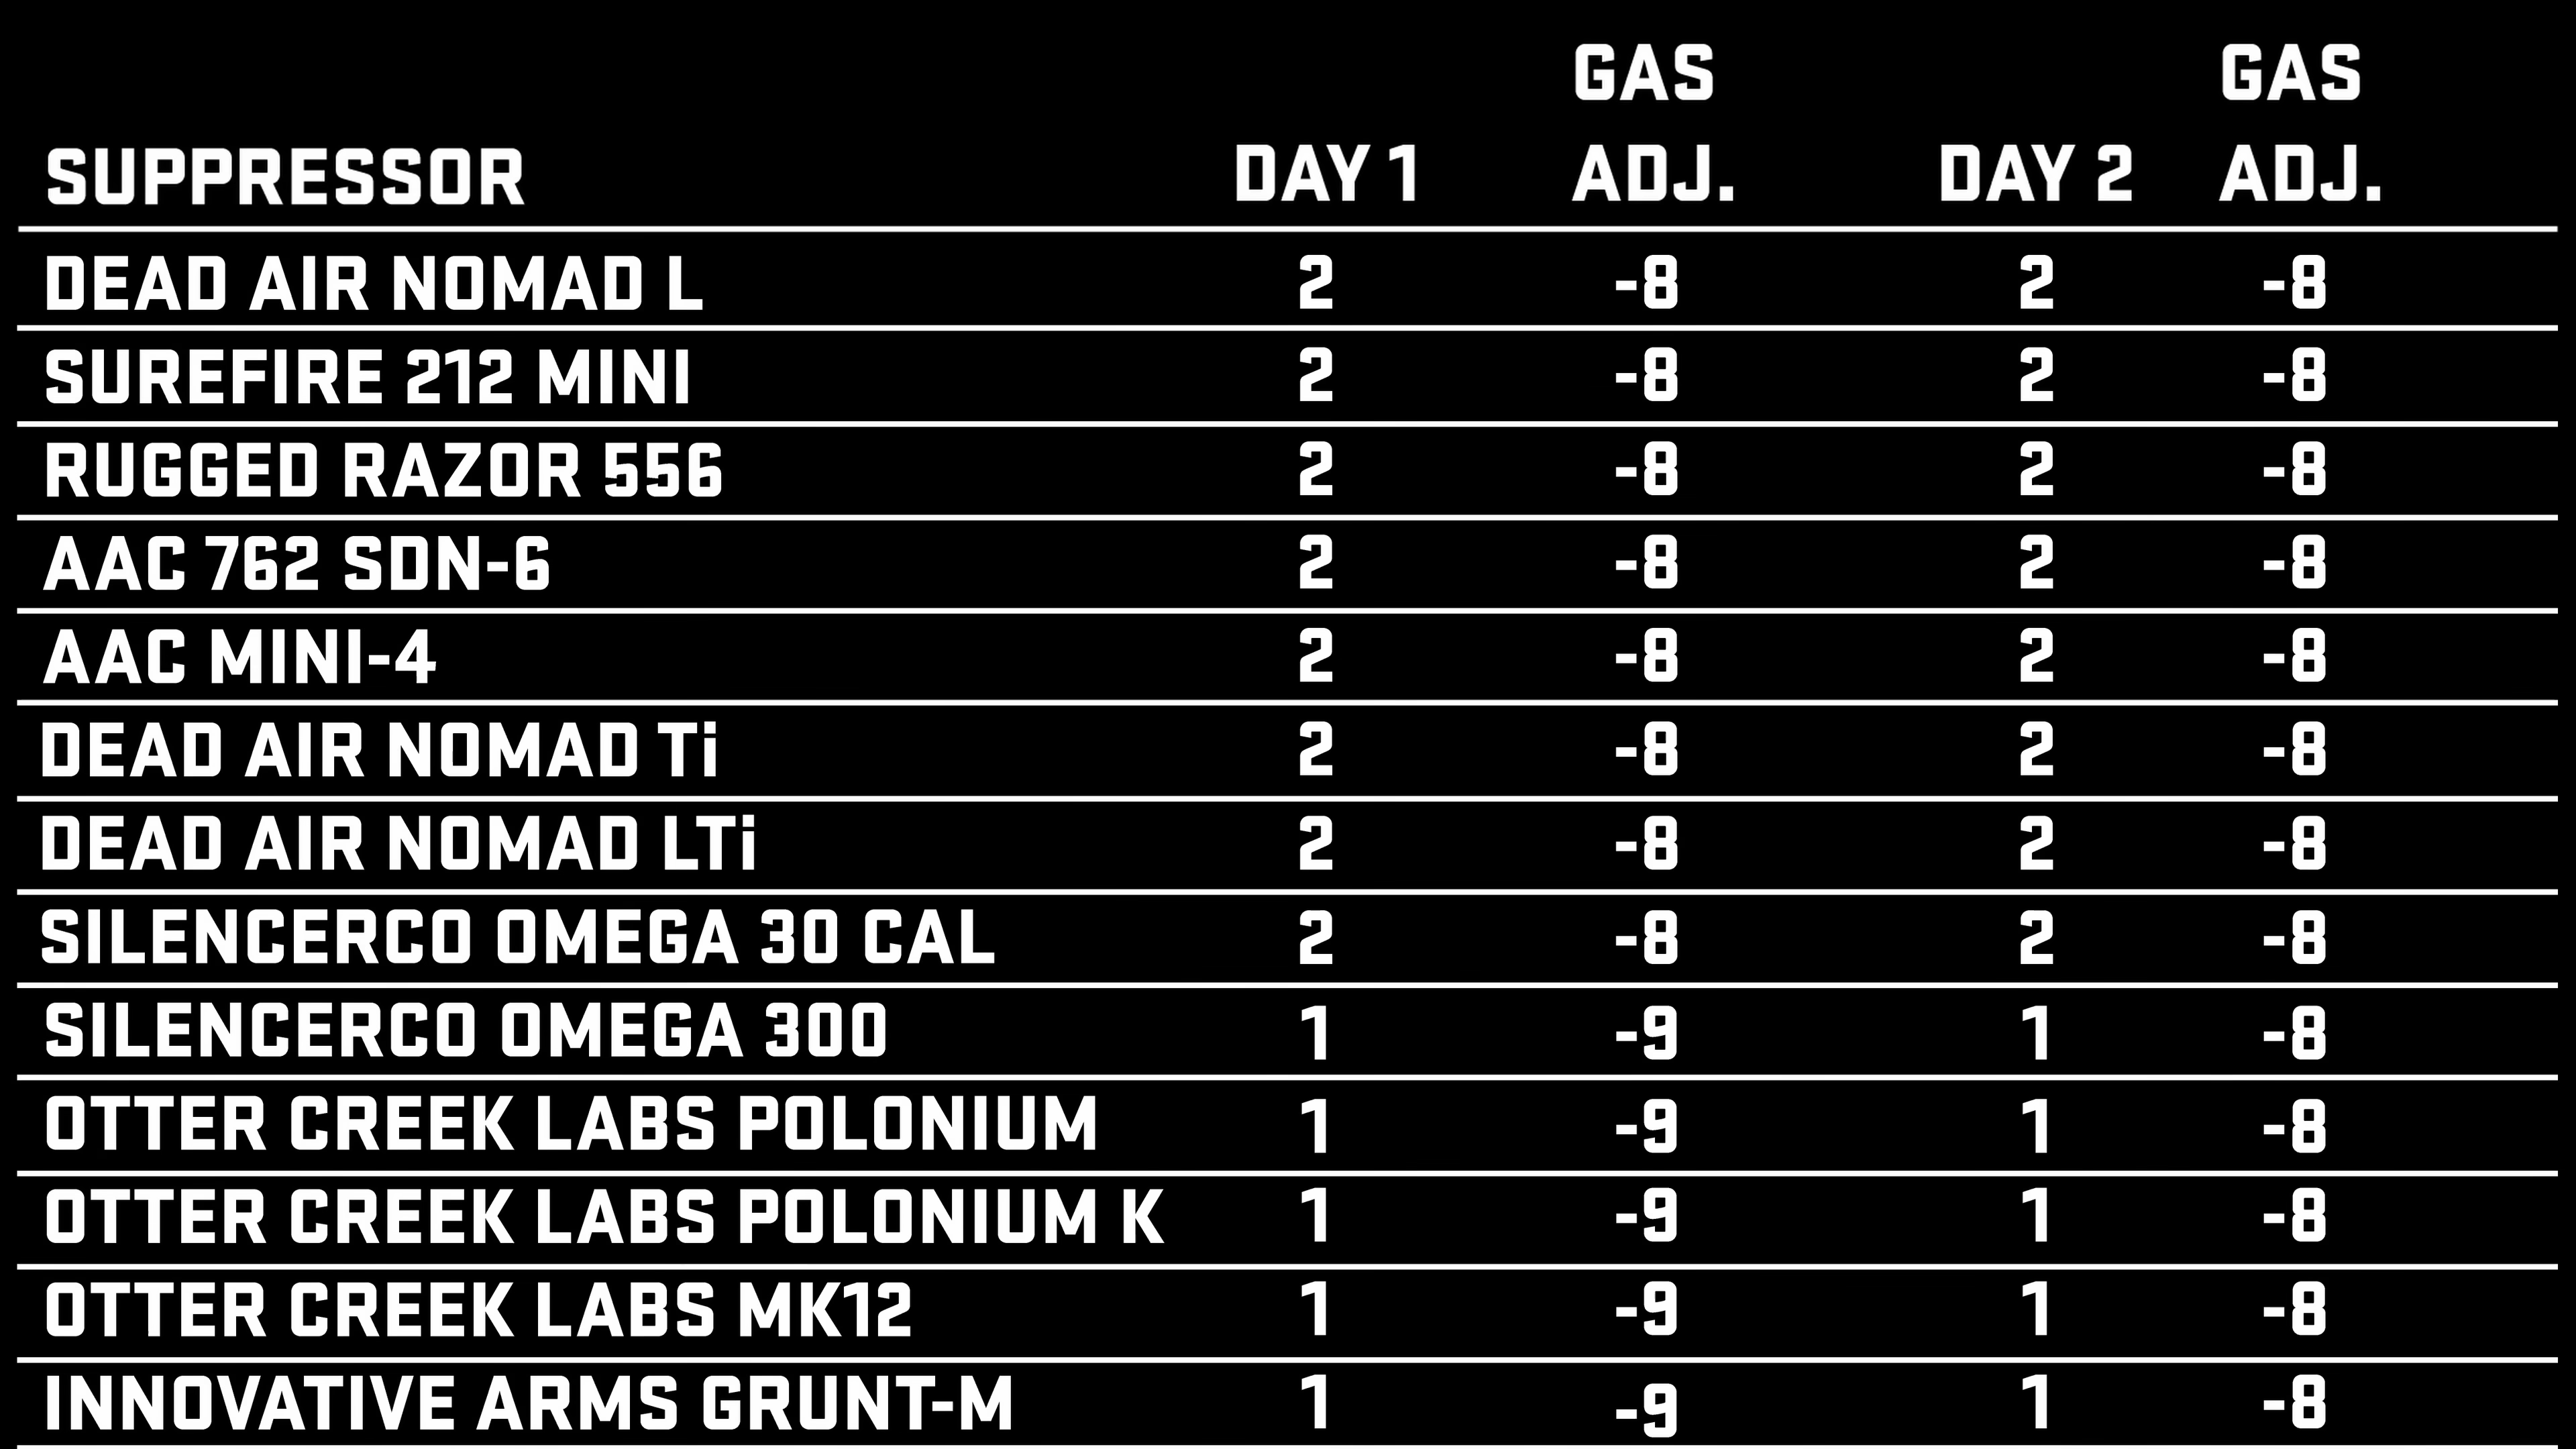 GAS GAS
SUPPRESSOR DAY 1 ADJ. DAY 2 ADJ.
DEAD AIR NOMAD L 2 -8 2 -8
SUREFIRE 212 MINI 2 -8 2 -8
RUGGED RAZOR 556 2 -8 2 -8
AAC 762 SDN-6 2 -8 2 -8
AAC MINI-4 2 -8 2 -8
DEAD AIR NOMAD Ti 2 -8 2 -8
DEAD AIR NOMAD LTi 2 -8 2 -8
SILENCERCO OMEGA 30 CAL 2 -8 2 -8
SILENCERCO OMEGA 300 1 -9 1 -8
OTTER CREEK LABS POLONIUM 1 -9 1 -8
OTTER CREEK LABS POLONIUM K 1 -9 1 -8
OTTER CREEK LABS MK12 1 -9 1 -8
INNOVATIVE ARMS GRUNT-M 1 -9 1 -8